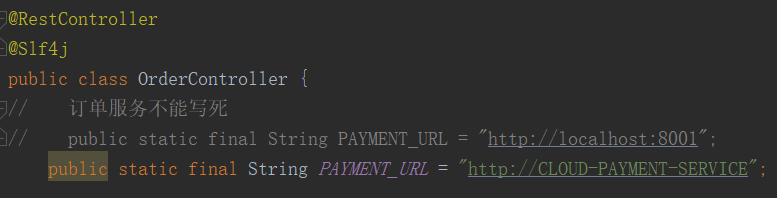 @RestController
@Slf4j
public class OrderController {
//    订单服务不能写死
//    public static final String PAYMENT_URL = "http://localhost:8001";
public static final String PAYMENT_URL = "http://CLOUD-PAYMENT-SERVICE";